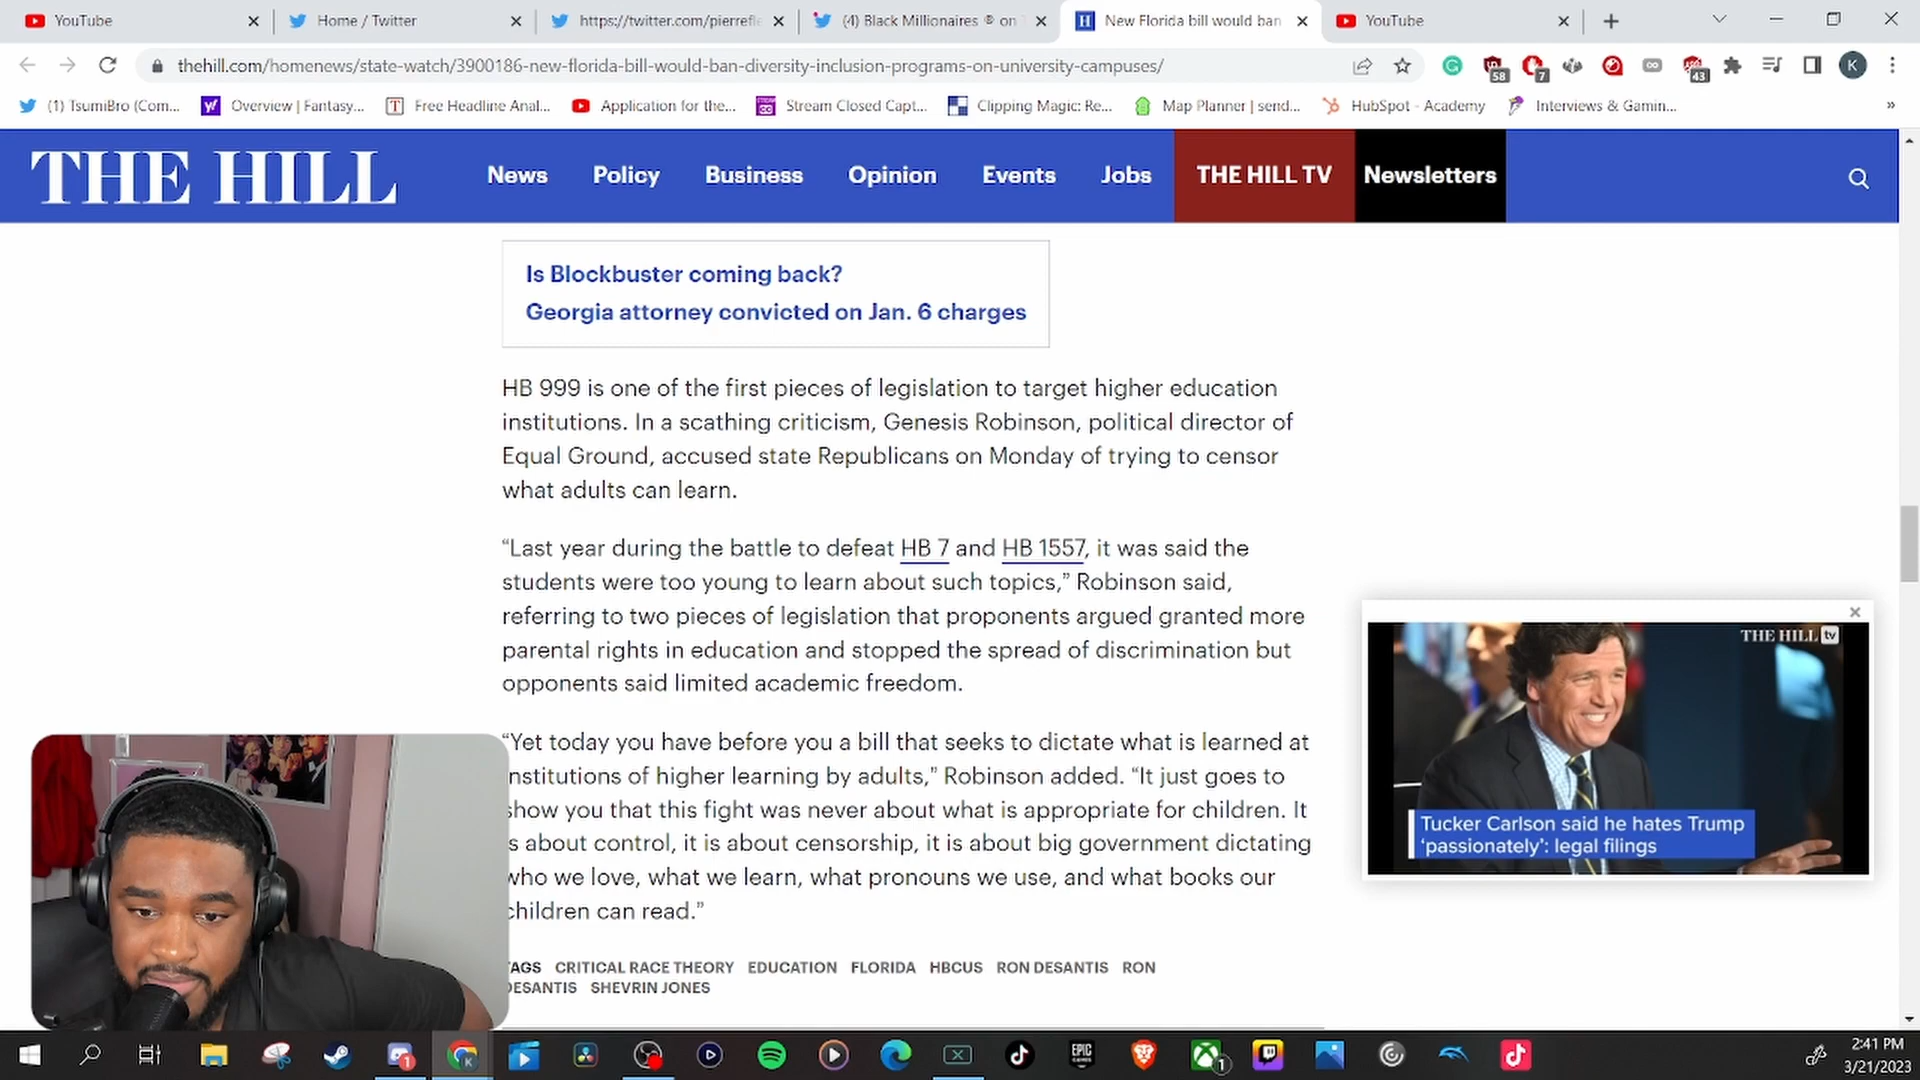 YouTube
Home / Twitter
https://twitter.com/pierrefle
(4) Black Millionaires ® on T
New Florida bill would ban
YouTube
thehill.com/homenews/state-watch/3900186-new-florida-bill-would-ban-diversity-inclusion-programs-on-university-campuses/
58
7
43
K
(1) TsumiBro (Com...
Overview | Fantasy...
Free Headline Anal...
Application for the...
Stream Closed Capt...
Clipping Magic: Re...
Map Planner | send...
HubSpot - Academy
Interviews & Gamin...
»
THE HILL
News
Policy
Business
Opinion
Events
Jobs
THE HILL TV
Newsletters
Is Blockbuster coming back?
Georgia attorney convicted on Jan. 6 charges
HB 999 is one of the first pieces of legislation to target higher education
institutions. In a scathing criticism, Genesis Robinson, political director of
Equal Ground, accused state Republicans on Monday of trying to censor
what adults can learn.
“Last year during the battle to defeat HB 7 and HB 1557, it was said the
students were too young to learn about such topics,” Robinson said,
referring to two pieces of legislation that proponents argued granted more
parental rights in education and stopped the spread of discrimination but
opponents said limited academic freedom.
“Yet today you have before you a bill that seeks to dictate what is learned at
nstitutions of higher learning by adults,” Robinson added. “It just goes to
show you that this fight was never about what is appropriate for children. It
s about control, it is about censorship, it is about big government dictating
who we love, what we learn, what pronouns we use, and what books our
children can read.”
TAGS CRITICAL RACE THEORY EDUCATION FLORIDA HBCUS RON DESANTIS RON
DESANTIS SHEVRIN JONES
THE HILL tv
Tucker Carlson said he hates Trump
‘passionately’: legal filings
1
K
EPIC
GAMES
1
2:41 PM
3/21/2023